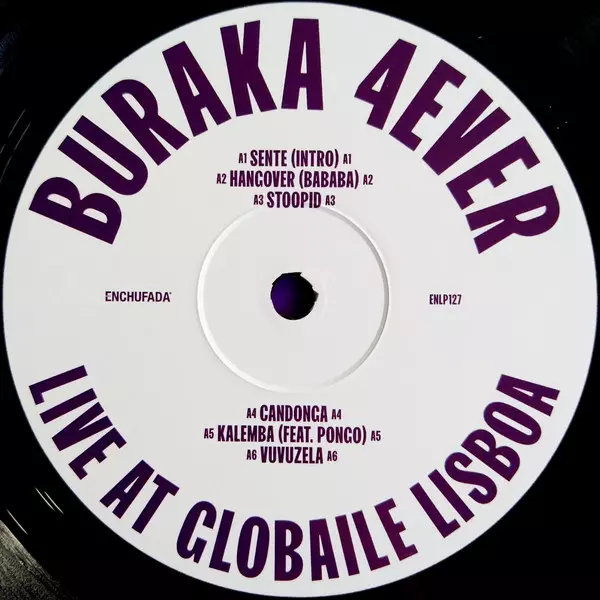 BURAKA 4EVER
A1 SENTE (INTRO) A1
A2 HANGOVER (BABABA) A2
A3 STOOPID A3
ENCHUFADA
ENLP127
A4 CANDONGA A4
A5 KALEMBA (FEAT. PONGO) A5
A6 VUVUZELA A6
LIVE AT GLOBAILE LISBOA